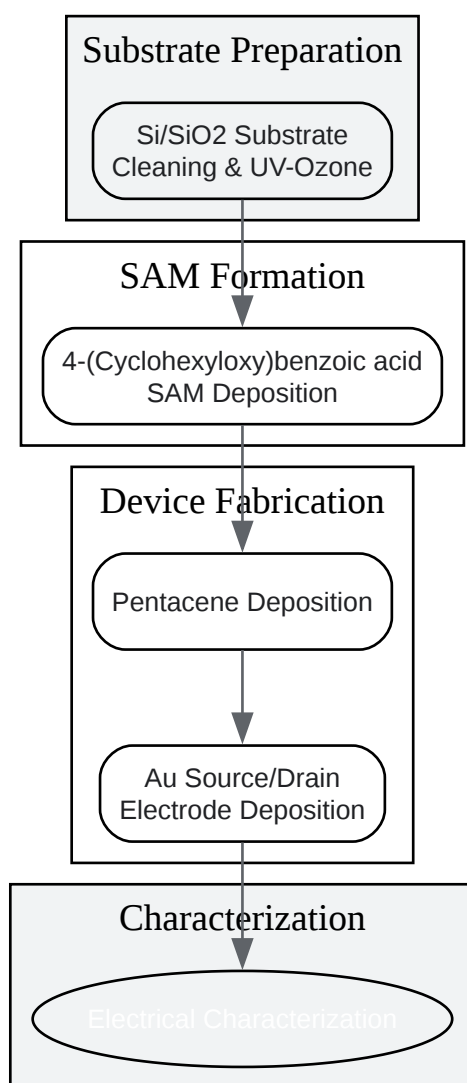 Substrate Preparation
Si/SiO2 Substrate
Cleaning & UV-Ozone
SAM Formation
4-(Cyclohexyloxy)benzoic acid
SAM Deposition
Device Fabrication
Pentacene Deposition
Au Source/Drain
Electrode Deposition
Characterization
Electrical Characterization